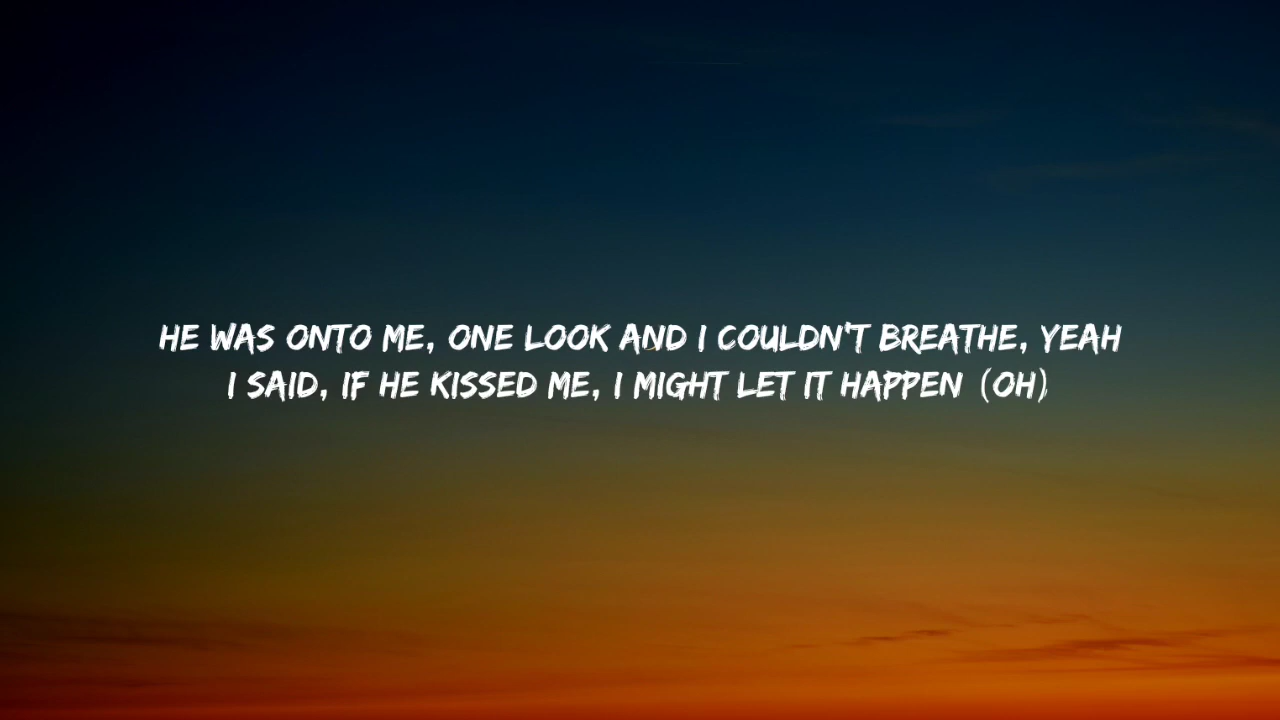 HE WAS ONTO ME, ONE LOOK AND I COULDN'T BREATHE, YEAH
I SAID, IF HE KISSED ME, I MIGHT LET IT HAPPEN (OH)